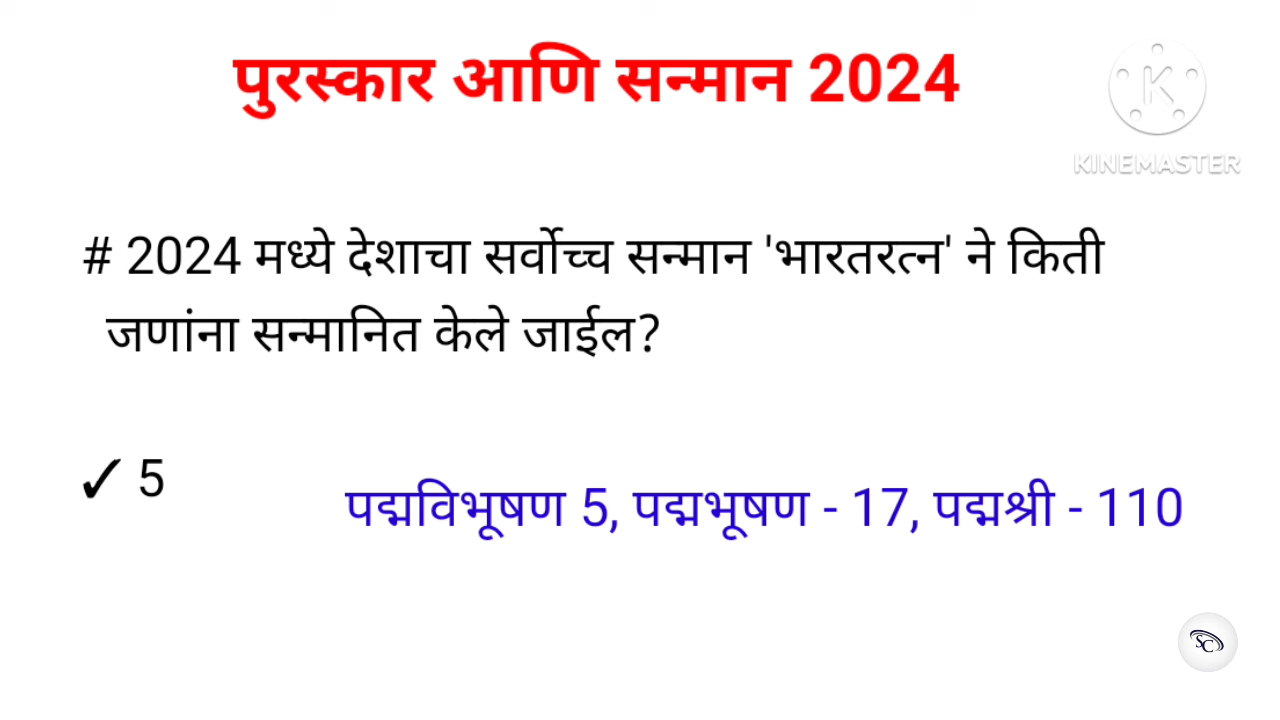 पुरस्कार आणि सन्मान 2024
KINEMASTER
# 2024 मध्ये देशाचा सर्वोच्च सन्मान 'भारतरत्न' ने किती
जणांना सन्मानित केले जाईल?
✓ 5
पद्मविभूषण 5, पद्मभूषण - 17, पद्मश्री - 110
SC